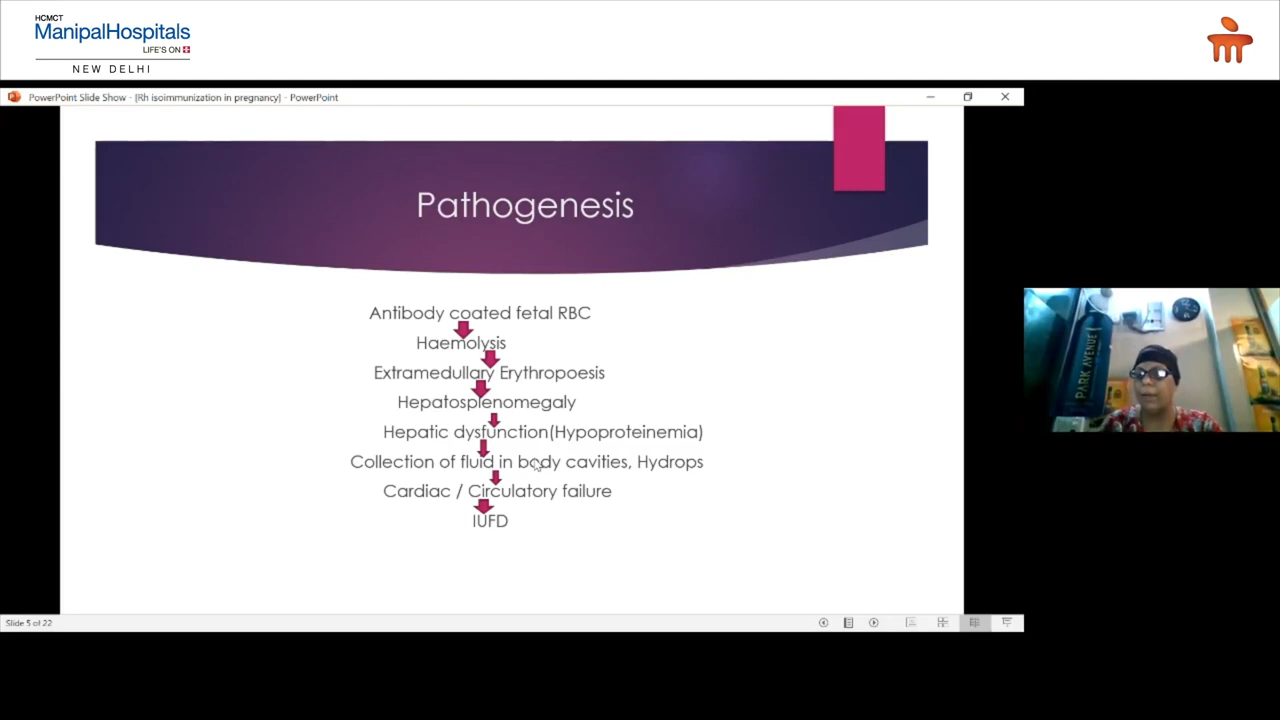 HCMCT
ManipalHospitals
LIFE'S ON
NEW DELHI
PowerPoint Slide Show - [Rh isoimmunization in pregnancy] - PowerPoint
Pathogenesis
Antibody coated fetal RBC
Haemolysis
Extramedullary Erythropoesis
Hepatosplenomegaly
Hepatic dysfunction(Hypoproteinemia)
Collection of fluid in body cavities, Hydrops
Cardiac / Circulatory failure
IUFD
PARK AVENUE
Slide 5 of 22